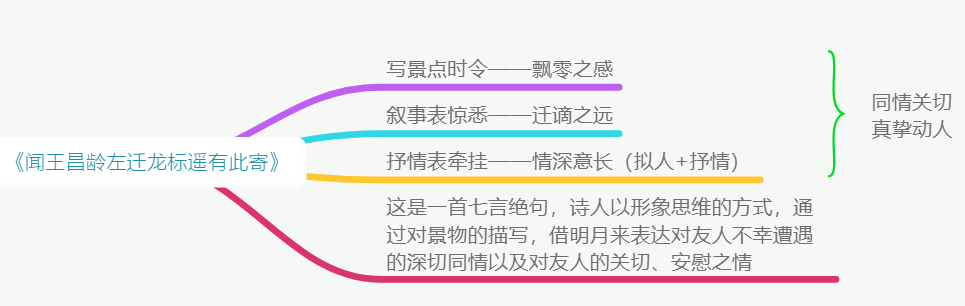 《闻王昌龄左迁龙标遥有此寄》
写景点时令——飘零之感
叙事表惊悉——迁谪之远
抒情表牵挂——情深意长（拟人+抒情）
同情关切
真挚动人
这是一首七言绝句，诗人以形象思维的方式，通
过对景物的描写，借明月来表达对友人不幸遭遇
的深切同情以及对友人的关切、安慰之情